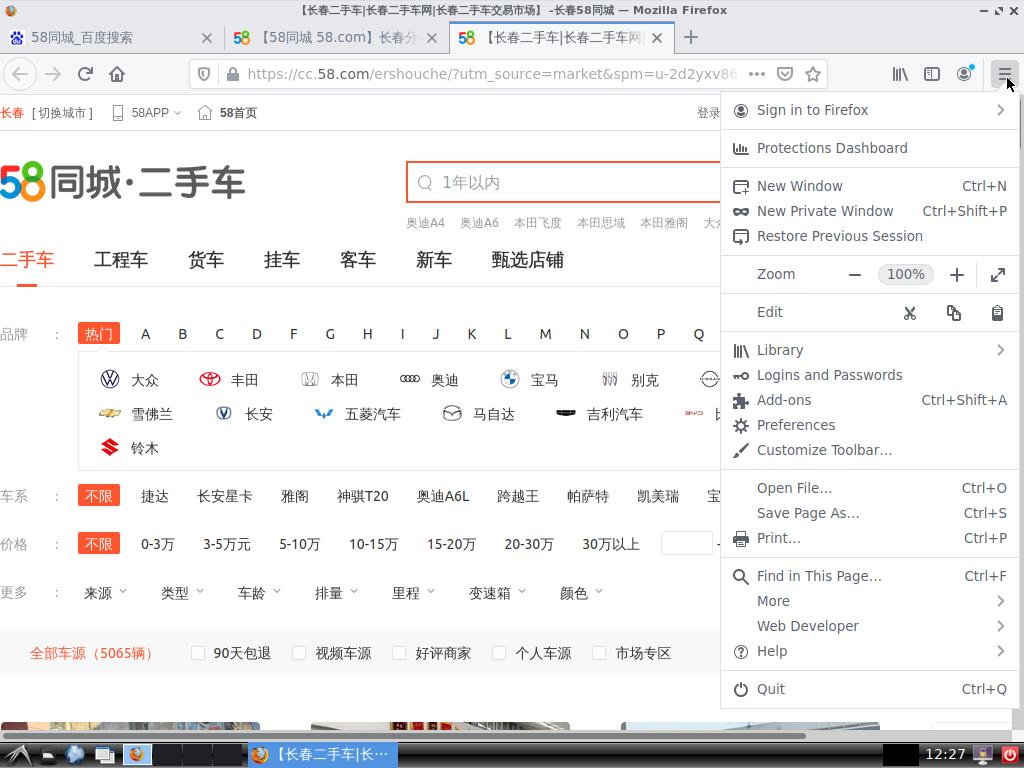 【长春二手车|长春二手车网|长春二手车交易市场】 -长春58同城 — Mozilla Firefox
58同城_百度搜索
【58同城 58.com】长春分
【长春二手车|长春二手车网|
https://cc.58.com/ershouche/?utm_source=market&spm=u-2d2yxv86
长春 [ 切换城市 ] 58APP 58首页 登录
58同城·二手车
1年以内
奥迪A4 奥迪A6 本田飞度 本田思域 本田雅阁
二手车 工程车 货车 挂车 客车 新车 甄选店铺
品牌 : 热门 A B C D F G H I J K L M N O P Q
大众 丰田 本田 奥迪 宝马 别克
雪佛兰 长安 五菱汽车 马自达 吉利汽车
铃木
车系 : 不限 捷达 长安星卡 雅阁 神骐T20 奥迪A6L 跨越王 帕萨特 凯美瑞 宝
价格 : 不限 0-3万 3-5万元 5-10万 10-15万 15-20万 20-30万 30万以上 -
更多 : 来源 类型 车龄 排量 里程 变速箱 颜色
全部车源（5065辆） 90天包退 视频车源 好评商家 个人车源 市场专区
Sign in to Firefox
Protections Dashboard
New Window Ctrl+N
New Private Window Ctrl+Shift+P
Restore Previous Session
Zoom 100%
Edit
Library
Logins and Passwords
Add-ons Ctrl+Shift+A
Preferences
Customize Toolbar…
Open File… Ctrl+O
Save Page As… Ctrl+S
Print… Ctrl+P
Find in This Page… Ctrl+F
More
Web Developer
Help
Quit Ctrl+Q
【长春二手车|长…
12:27